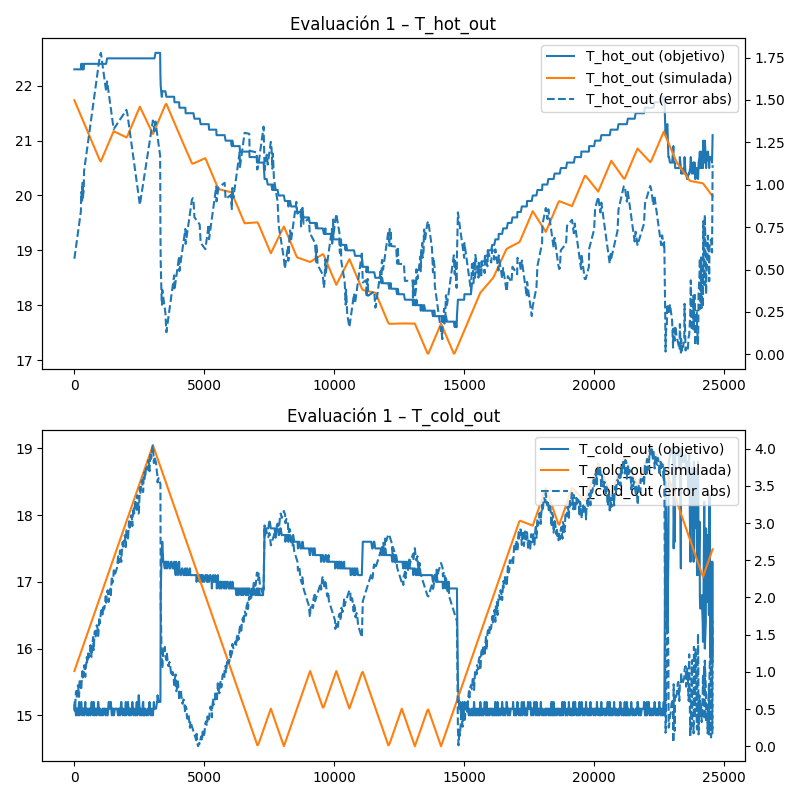 Evaluación 1 – T_hot_out
T_hot_out (objetivo)
T_hot_out (simulada)
T_hot_out (error abs)
22
21
20
19
18
17
1.75
1.50
1.25
1.00
0.75
0.50
0.25
0.00
0 5000 10000 15000 20000 25000
Evaluación 1 – T_cold_out
T_cold_out (objetivo)
T_cold_out (simulada)
T_cold_out (error abs)
19
18
17
16
15
4.0
3.5
3.0
2.5
2.0
1.5
1.0
0.5
0.0
0 5000 10000 15000 20000 25000